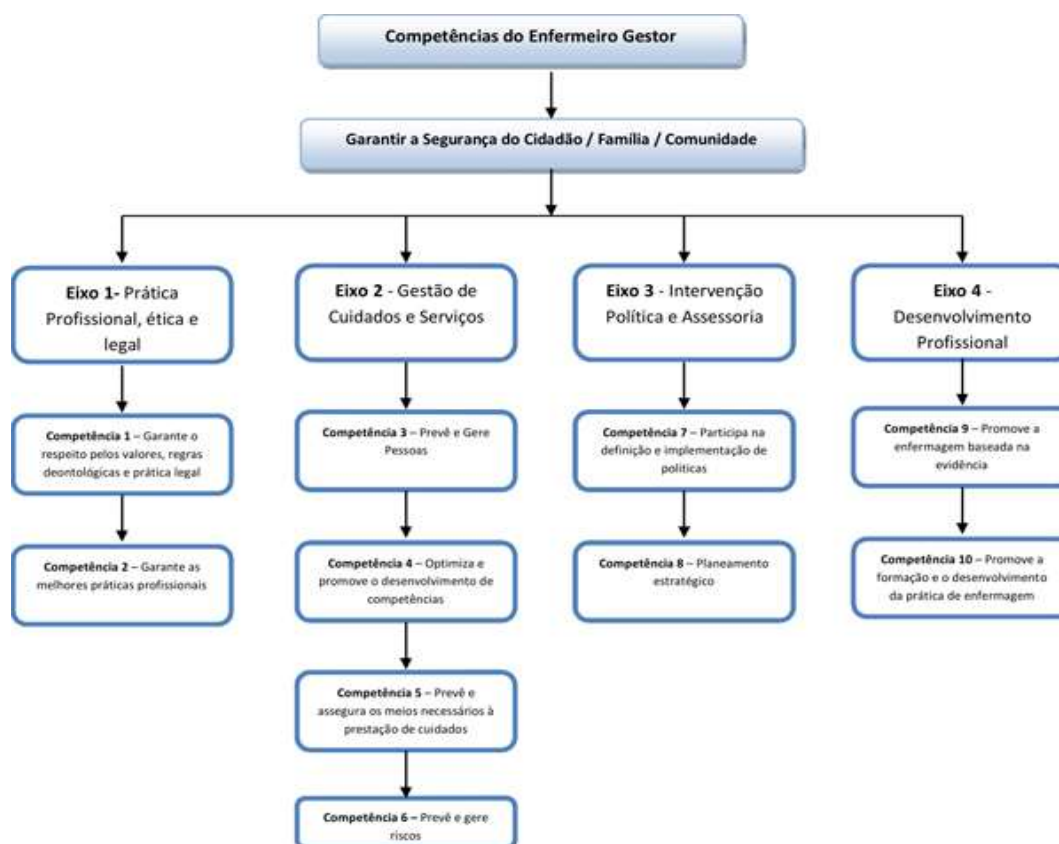 Competências do Enfermeiro Gestor
Garantir a Segurança do Cidadão / Família / Comunidade
Eixo 1- Prática
Profissional, ética e
legal
Competência 1 – Garante o
respeito pelos valores, regras
deontológicas e prática legal
Competência 2 – Garante as
melhores práticas profissionais
Eixo 2 - Gestão de
Cuidados e Serviços
Competência 3 – Prevê e Gere
Pessoas
Competência 4 – Optimiza e
promove o desenvolvimento de
competências
Competência 5 – Prevê e
assegura os meios necessários à
prestação de cuidados
Competência 6 – Prevê e gere
riscos
Eixo 3 - Intervenção
Política e Assessoria
Competência 7 – Participa na
definição e implementação de
politicas
Competência 8 – Planeamento
estratégico
Eixo 4 -
Desenvolvimento
Profissional
Competência 9 – Promove a
enfermagem baseada na
evidência
Competência 10 – Promove a
formação e o desenvolvimento
da prática de enfermagem